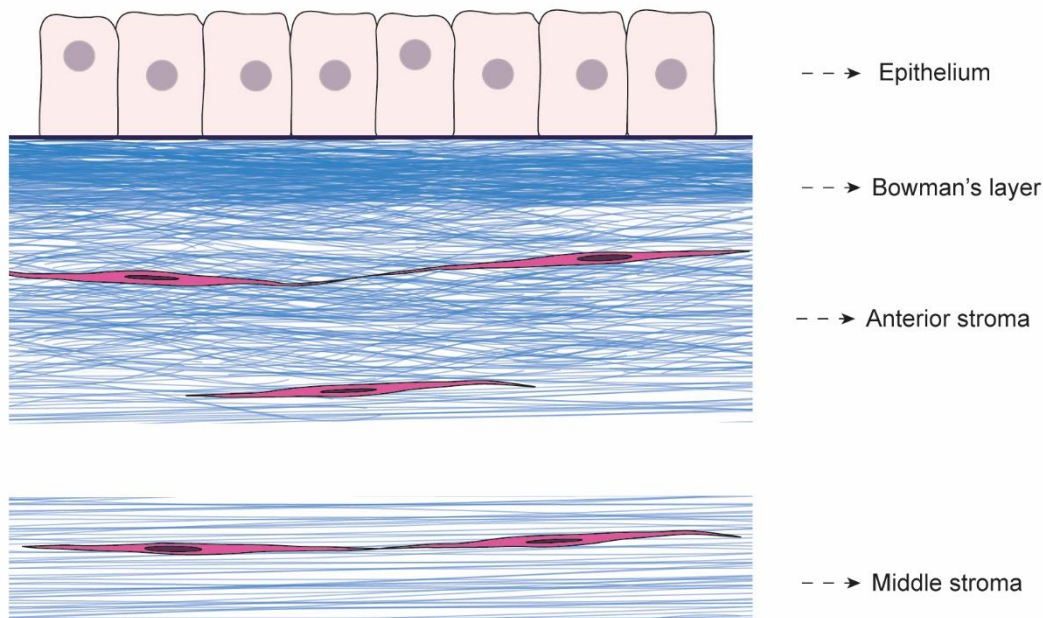 Epithelium
Bowman's layer
Anterior stroma
Middle stroma